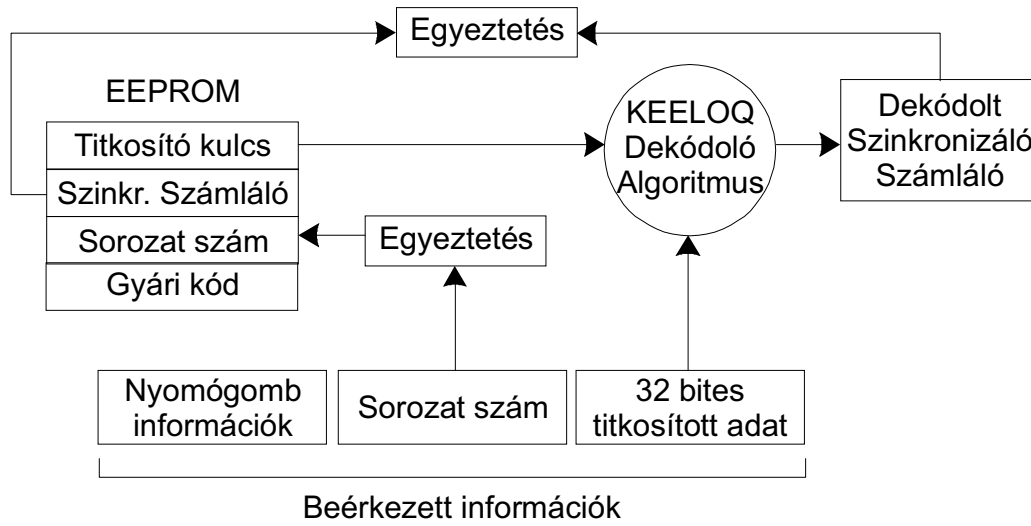 Egyeztetés
EEPROM
Titkosító kulcs
Szinkr. Számláló
Sorozat szám
Gyári kód
Egyeztetés
KEELOQ
Dekódoló
Algoritmus
Dekódolt
Szinkronizáló
Számláló
Nyomógomb
információk
Sorozat szám
32 bites
titkosított adat
Beérkezett információk